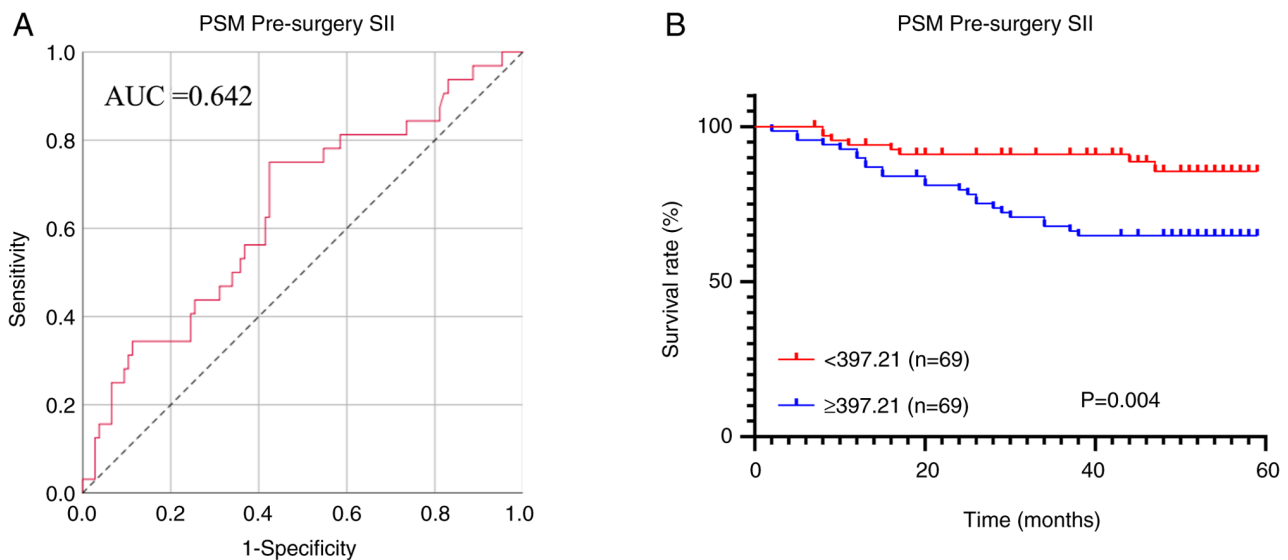 A
PSM Pre-surgery SII
AUC =0.642
1.0
0.8
0.6
0.4
0.2
0.0
Sensitivity
0.0 0.2 0.4 0.6 0.8 1.0
1-Specificity
B
PSM Pre-surgery SII
100
50
0
Survival rate (%)
<397.21 (n=69)
≥397.21 (n=69)
P=0.004
0 20 40 60
Time (months)